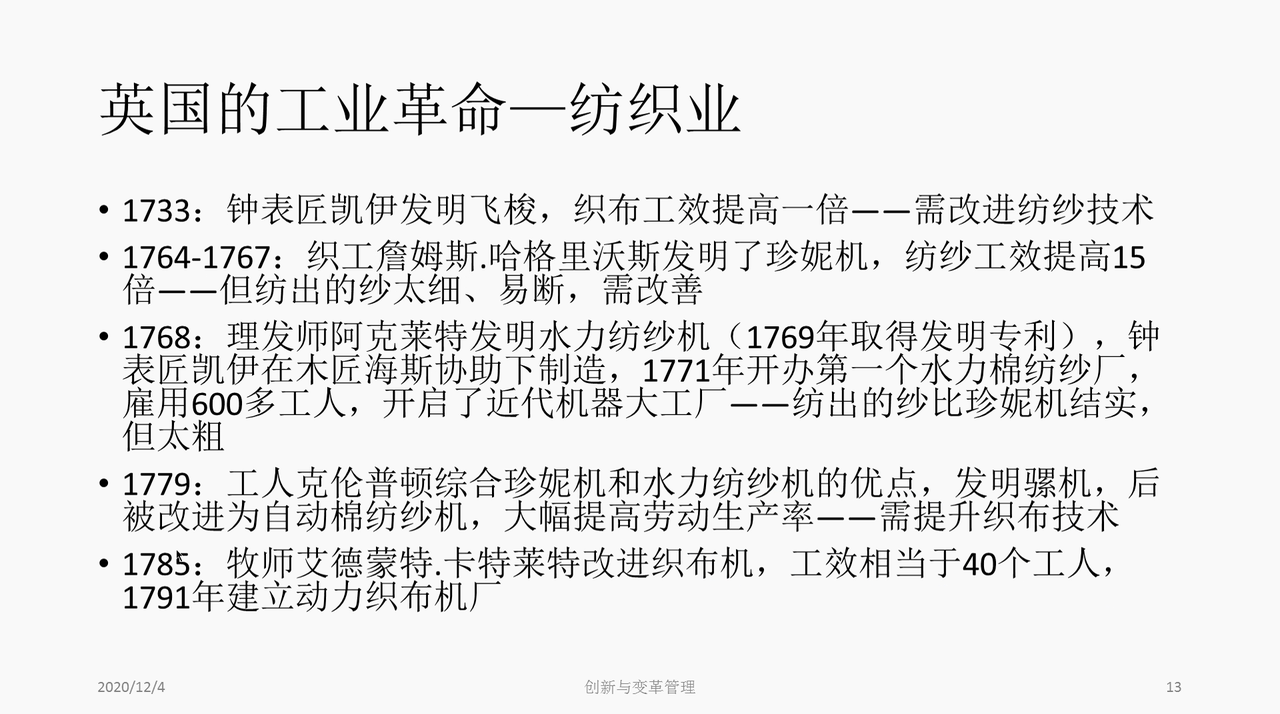 英国的工业革命—纺织业
• 1733：钟表匠凯伊发明飞梭，织布工效提高一倍——需改进纺纱技术
• 1764-1767：织工詹姆斯.哈格里沃斯发明了珍妮机，纺纱工效提高15
倍——但纺出的纱太细、易断，需改善
• 1768：理发师阿克莱特发明水力纺纱机（1769年取得发明专利），钟
表匠凯伊在木匠海斯协助下制造，1771年开办第一个水力棉纺纱厂，
雇用600多工人，开启了近代机器大工厂——纺出的纱比珍妮机结实，
但太粗
• 1779：工人克伦普顿综合珍妮机和水力纺纱机的优点，发明骡机，后
被改进为自动棉纺纱机，大幅提高劳动生产率——需提升织布技术
• 1785：牧师艾德蒙特.卡特莱特改进织布机，工效相当于40个工人，
1791年建立动力织布机厂
2020/12/4 创新与变革管理 13